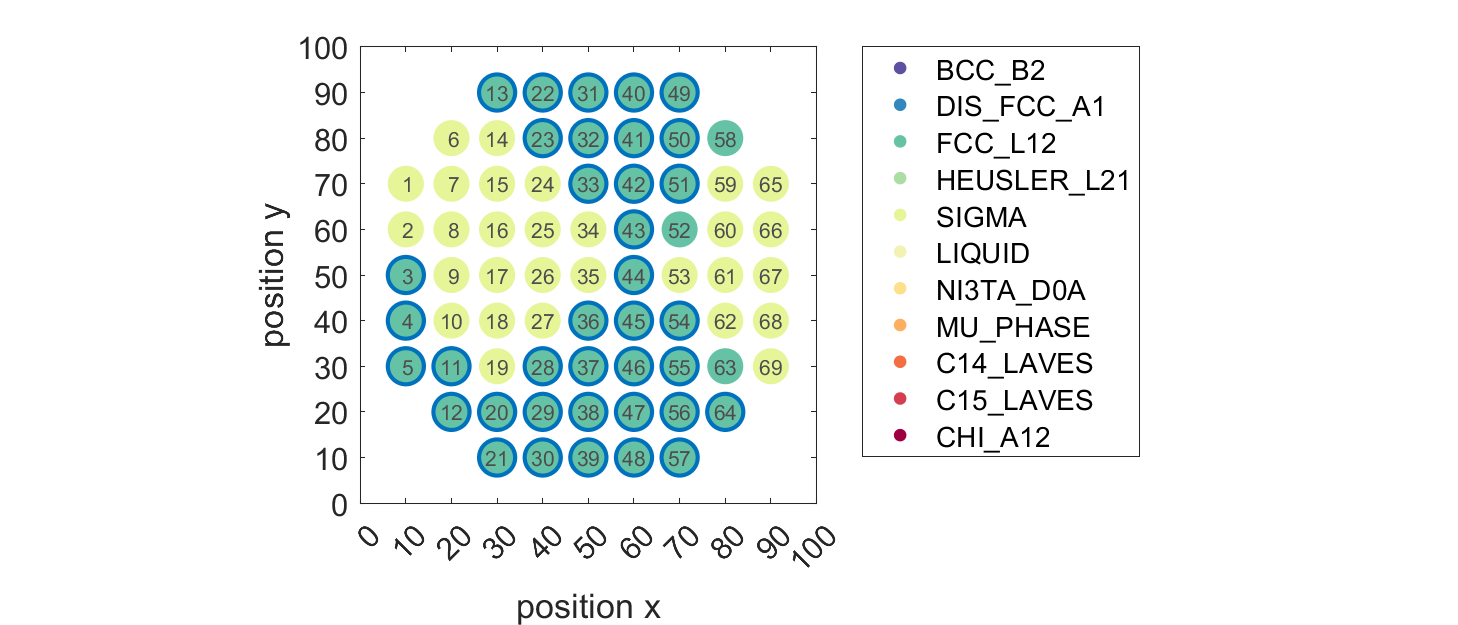 100
90
80
70
60
50
40
30
20
10
0
position y
13 22 31 40 49
6 14 23 32 41 50 58
1 7 15 24 33 42 51 59 65
2 8 16 25 34 43 52 60 66
3 9 17 26 35 44 53 61 67
4 10 18 27 36 45 54 62 68
5 11 19 28 37 46 55 63 69
12 20 29 38 47 56 64
21 30 39 48 57
0 10 20 30 40 50 60 70 80 90 100
position x
BCC_B2
DIS_FCC_A1
FCC_L12
HEUSLER_L21
SIGMA
LIQUID
NI3TA_D0A
MU_PHASE
C14_LAVES
C15_LAVES
CHI_A12